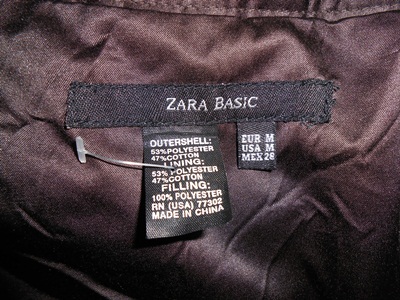 ZARA BASIC
OUTERSHELL:
53% POLYESTER
47% COTTON
LINING:
53% POLYESTER
47% COTTON
FILLING:
100% POLYESTER
RN (USA) 77302
MADE IN CHINA
EUR M
USA M
MEX 28